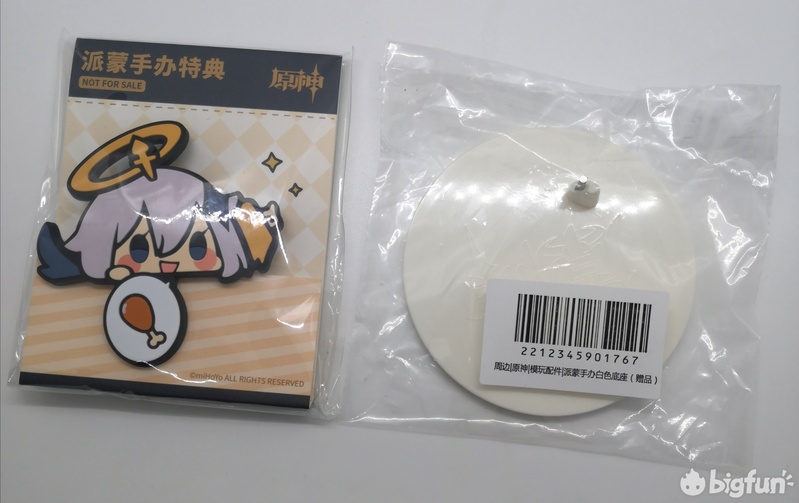 派蒙手办特典
NOT FOR SALE
原神
©miHoYo ALL RIGHTS RESERVED
2212345901767
周边|原神|模玩配件|派蒙手办白色底座（赠品）
bigfun